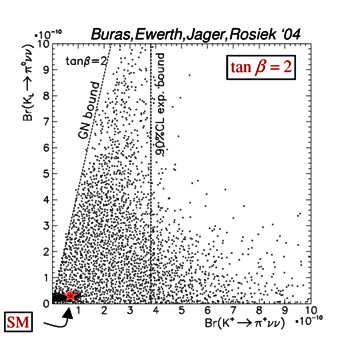 Buras,Ewerth,Jager,Rosiek '04
×10⁻¹⁰
10
9
8
7
6
5
4
3
2
1
0
Br(K_L→π⁰νν)
tanβ=2
GN bound
90%CL exp. bound
tan β = 2
1 2 3 4 5 6 7 8 9 10
Br(K⁺→π⁺νν) ×10⁻¹⁰
SM